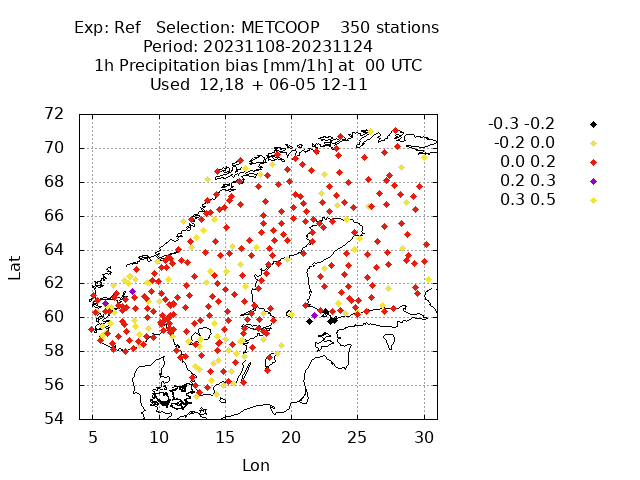 Exp: Ref   Selection: METCOOP    350 stations
Period: 20231108-20231124
1h Precipitation bias [mm/1h] at  00 UTC
Used  12,18  + 06-05 12-11
-0.3 -0.2
-0.2 0.0
0.0 0.2
0.2 0.3
0.3 0.5
72
70
68
66
64
62
60
58
56
54
Lat
5 10 15 20 25 30
Lon